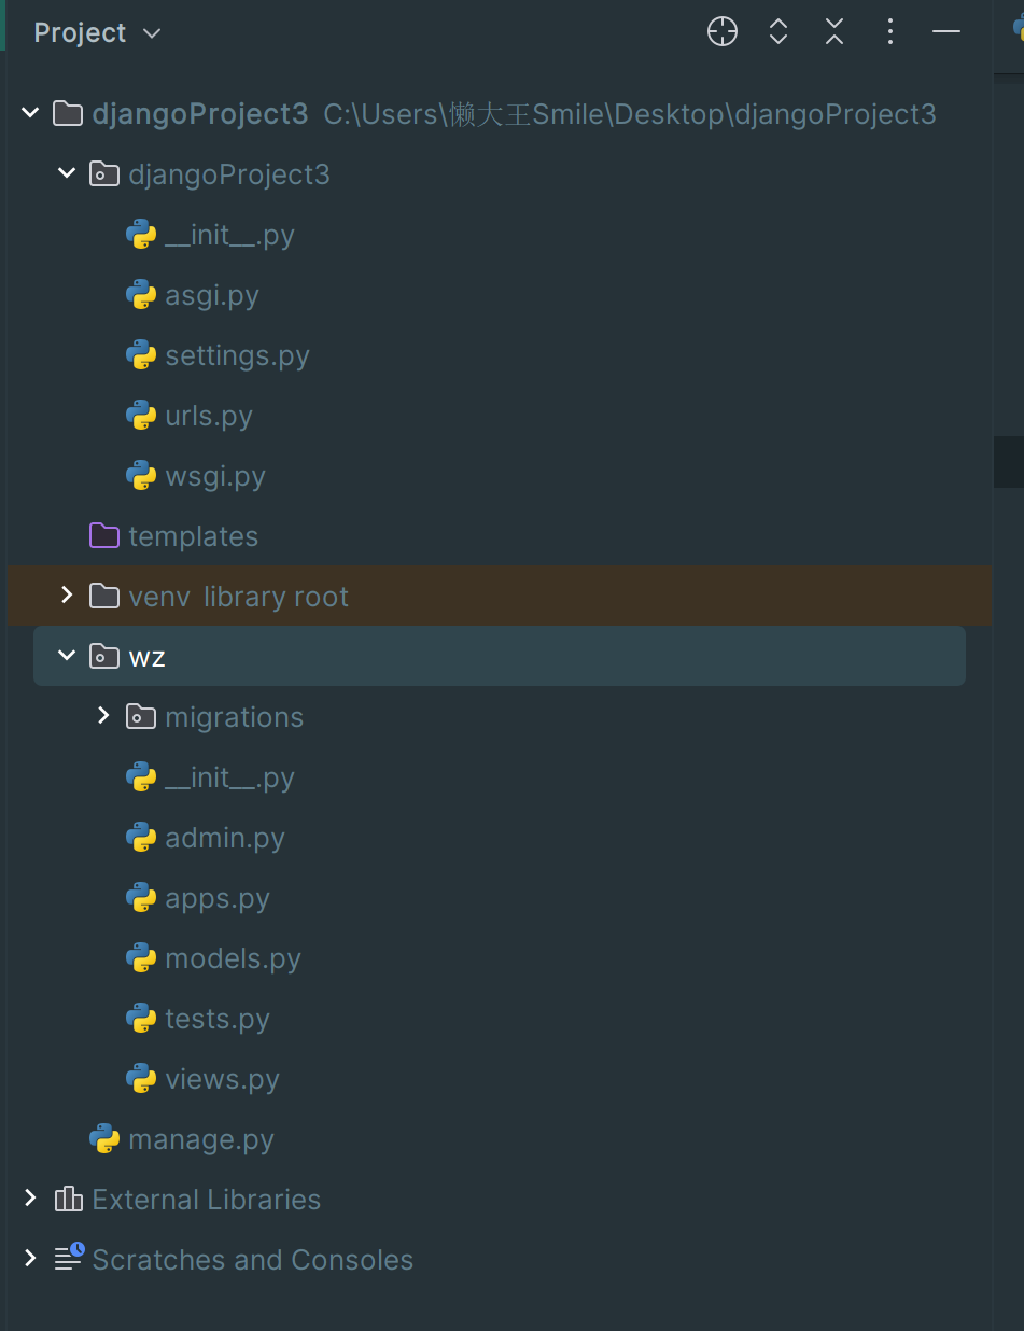 Project
djangoProject3 C:\Users\懒大王Smile\Desktop\djangoProject3
djangoProject3
__init__.py
asgi.py
settings.py
urls.py
wsgi.py
templates
venv library root
wz
migrations
__init__.py
admin.py
apps.py
models.py
tests.py
views.py
manage.py
External Libraries
Scratches and Consoles